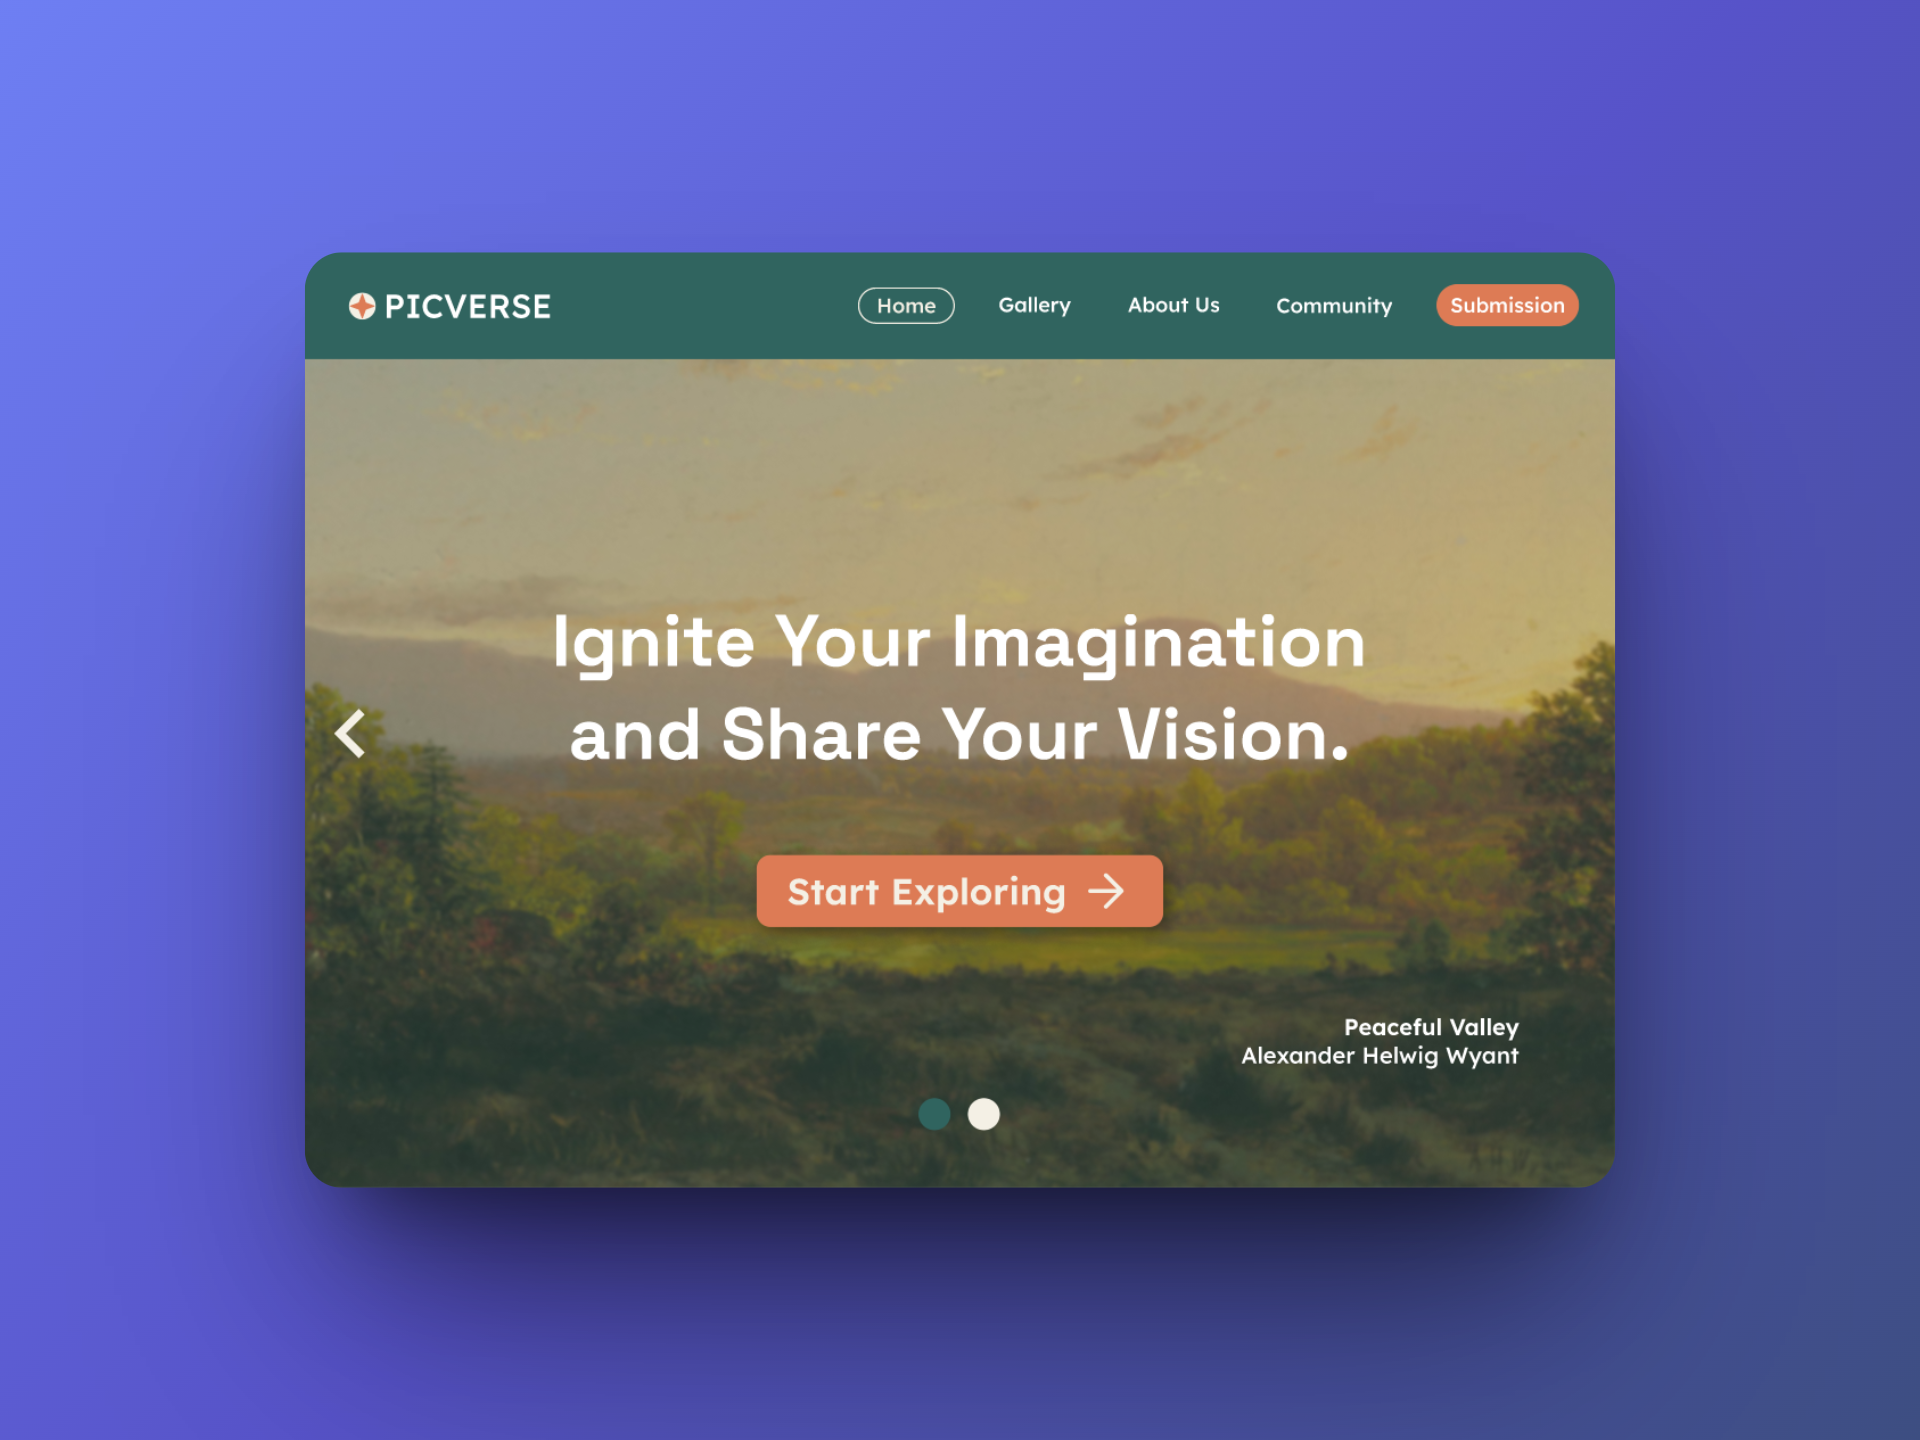 PICVERSE
Home
Gallery
About Us
Community
Submission
Ignite Your Imagination
and Share Your Vision.
Start Exploring
Peaceful Valley
Alexander Helwig Wyant